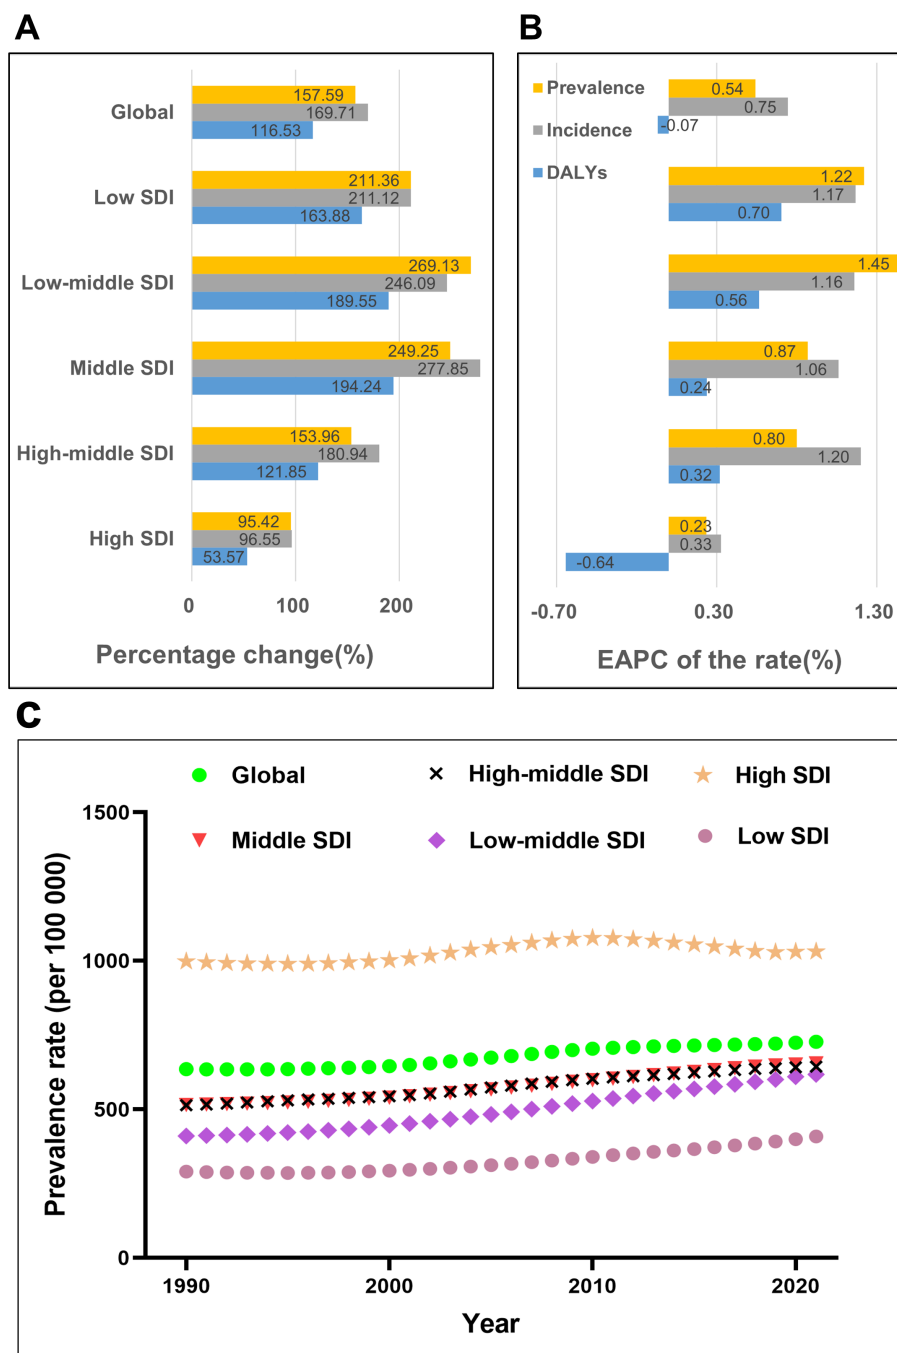 A
Global
157.59
169.71
116.53
Low SDI
211.36
211.12
163.88
Low-middle SDI
269.13
246.09
189.55
Middle SDI
249.25
277.85
194.24
High-middle SDI
153.96
180.94
121.85
High SDI
95.42
96.55
53.57
0 100 200
Percentage change(%)
B
Prevalence
Incidence
DALYs
0.54
0.75
-0.07
1.22
1.17
0.70
1.45
1.16
0.56
0.87
1.06
0.24
0.80
1.20
0.32
0.23
0.33
-0.64
-0.70 0.30 1.30
EAPC of the rate(%)
C
Global High-middle SDI High SDI
Middle SDI Low-middle SDI Low SDI
Prevalence rate (per 100 000)
1500
1000
500
0
1990 2000 2010 2020
Year